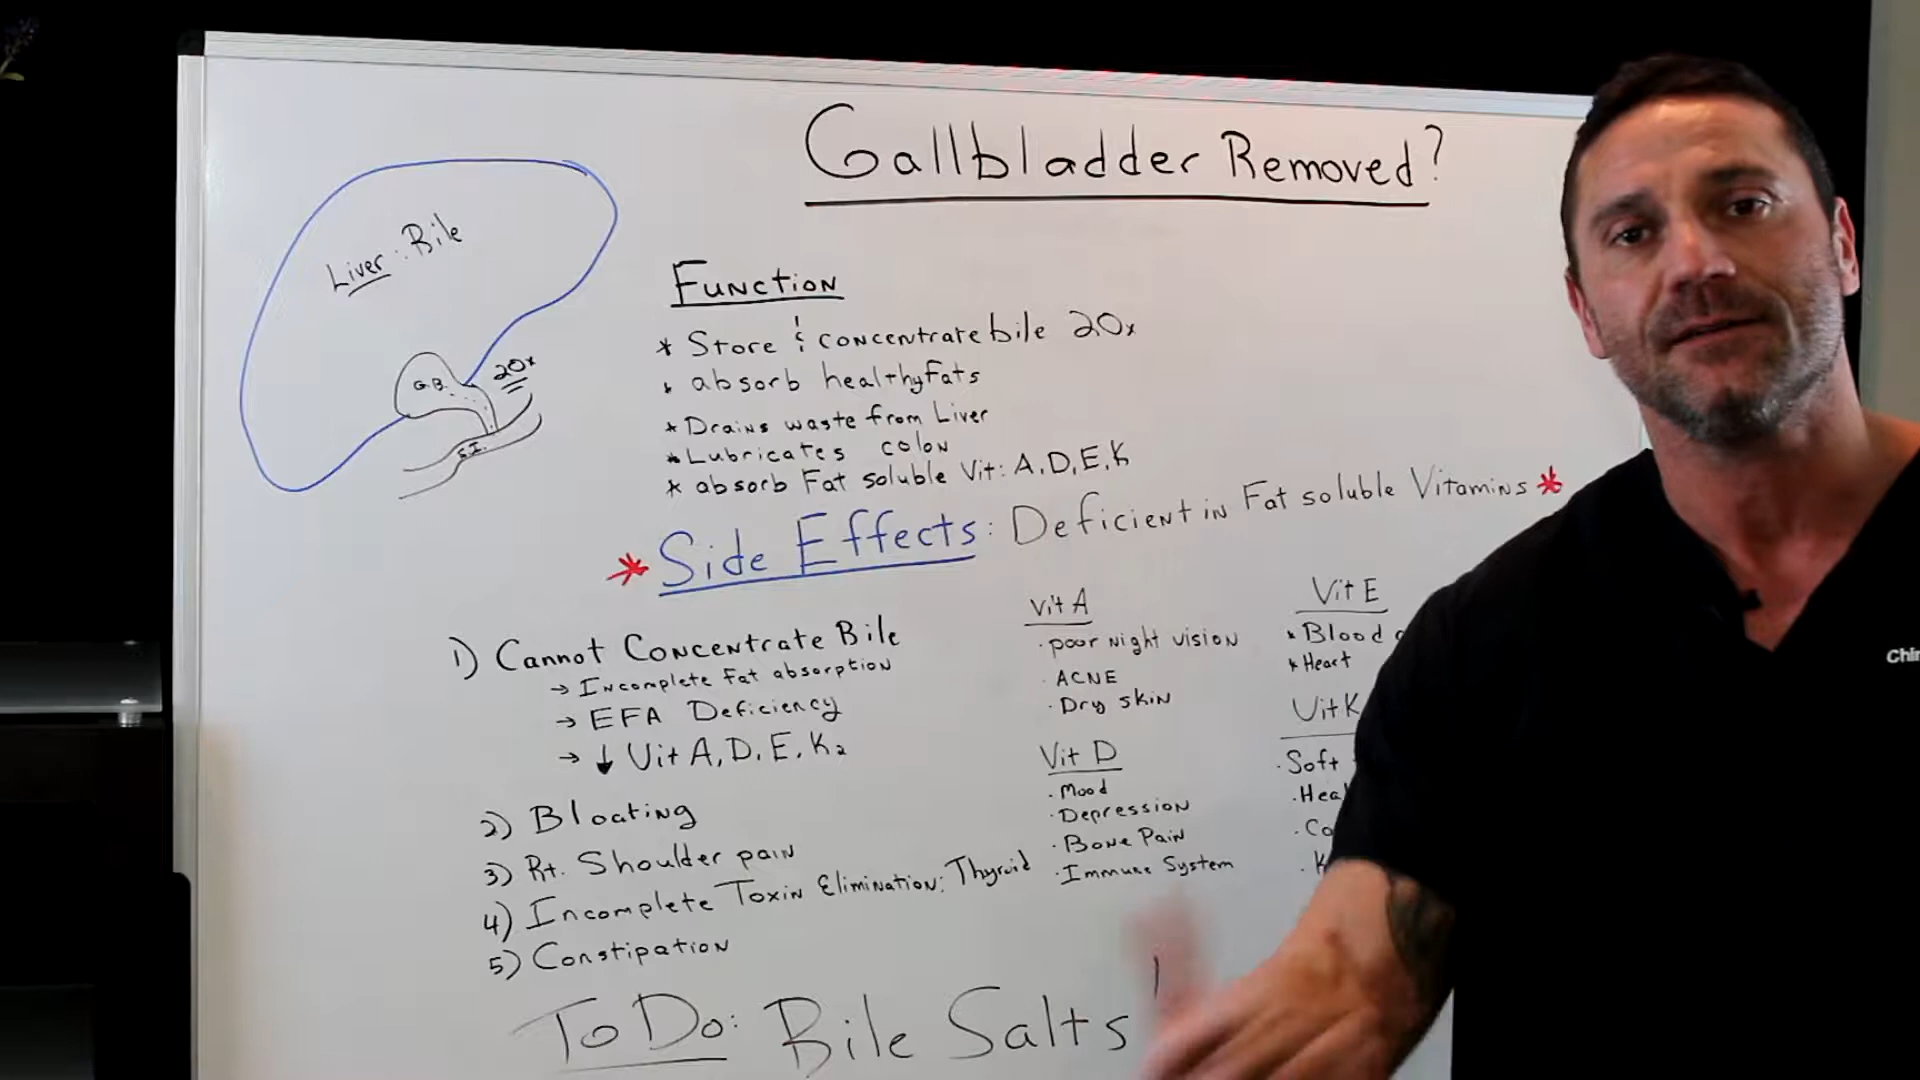 Gallbladder Removed?
Liver: Bile
G.B.
20x
S.I.
Function
* Store & concentrate bile 20x
* absorb healthy fats
* Drains waste from Liver
* Lubricates colon
* absorb Fat soluble Vit: A, D, E, K
* Side Effects: Deficient in Fat soluble Vitamins *
1) Cannot Concentrate Bile
→ Incomplete fat absorption
→ EFA Deficiency
→ ↓ Vit A, D, E, K2
2) Bloating
3) Rt. Shoulder pain
4) Incomplete Toxin Elimination: Thyroid
5) Constipation
Vit A
· poor night vision
· ACNE
· Dry skin
Vit D
· Mood
· Depression
· Bone Pain
· Immune System
Vit E
* Blood
* Heart
Vit K
· Soft
· Heal
· Co
· K
To Do: Bile Salts
Chir